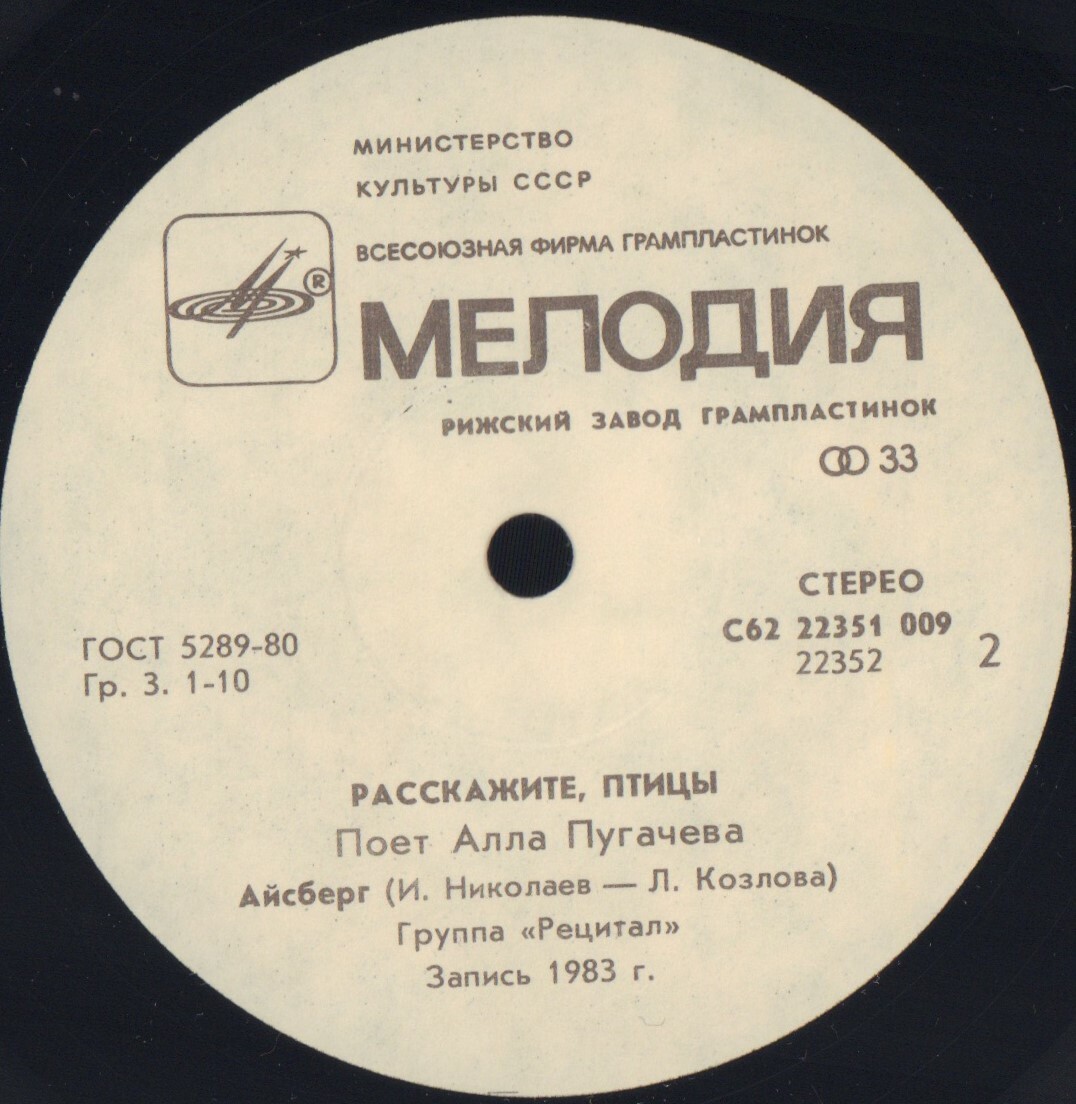 МИНИСТЕРСТВО
КУЛЬТУРЫ СССР
ВСЕСОЮЗНАЯ ФИРМА ГРАМПЛАСТИНОК
®
МЕЛОДИЯ
РИЖСКИЙ ЗАВОД ГРАМПЛАСТИНОК
33
СТЕРЕО
С62 22351 009
22352
2
ГОСТ 5289-80
Гр. 3. 1-10
РАССКАЖИТЕ, ПТИЦЫ
Поет Алла Пугачева
Айсберг (И. Николаев — Л. Козлова)
Группа «Рецитал»
Запись 1983 г.